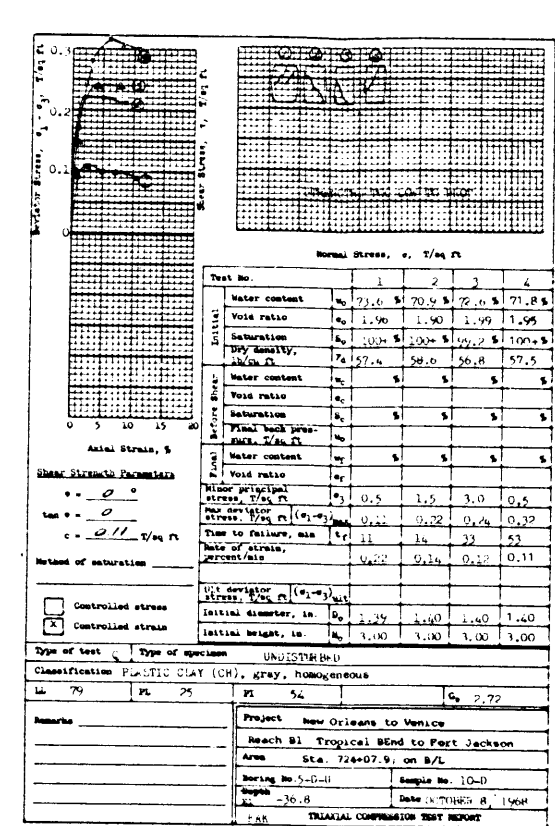 0.3
0.2
0.1
0
Deviator Stress, σ1 - σ3, T/sq ft
Shear Stress, τ, T/sq ft
1 2 3 4
Normal Stress, σ, T/sq ft
0 5 10 15 20
Axial Strain, %
Shear Strength Parameters
φ = 0 °
tan φ = 0
c = 0.11 T/sq ft
Method of saturation
Controlled stress
X Controlled strain
Test No. 1 2 3 4
Initial
Water content wo 73.6 % 70.9 % 72.6 % 71.8 %
Void ratio eo 1.96 1.90 1.99 1.95
Saturation So 100+ % 100+ % 99.2 % 100+ %
Dry density, lb/cu ft γd 57.4 58.6 56.8 57.5
Before Shear
Water content wc % % % %
Void ratio ec
Saturation Sc % % % %
Final back pressure, T/sq ft uo
Final
Water content wf % % % %
Void ratio ef
Minor principal stress, T/sq ft σ3 0.5 1.5 3.0 0.5
Max deviator stress, T/sq ft (σ1-σ3)max 0.11 0.22 0.24 0.32
Time to failure, min tf 11 14 33 53
Rate of strain, percent/min 0.22 0.14 0.12 0.11
Ult deviator stress, T/sq ft (σ1-σ3)ult
Initial diameter, in. Do 1.39 1.40 1.40 1.40
Initial height, in. Ho 3.00 3.00 3.00 3.00
Type of test Q Type of specimen UNDISTURBED
Classification PLASTIC CLAY (CH), gray, homogeneous
LL 79 PL 25 PI 54 Gs 2.72
Remarks
Project New Orleans to Venice
Reach B1 Tropical BEnd to Fort Jackson
Area Sta. 724+07.9; on B/L
Boring No. 5-D-U Sample No. 10-D
Depth El -36.8 Date OCTOBER 8, 1968
TRIAXIAL COMPRESSION TEST REPORT